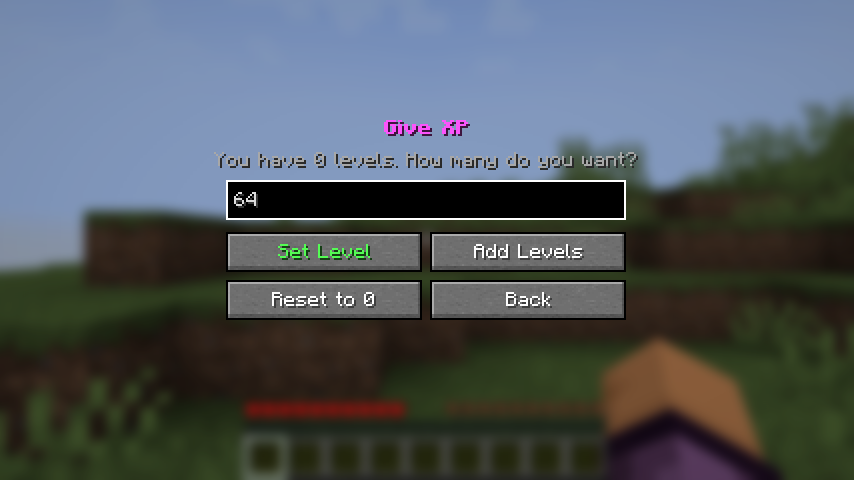 Give XP
You have 0 levels. How many do you want?
64
Set Level
Add Levels
Reset to 0
Back